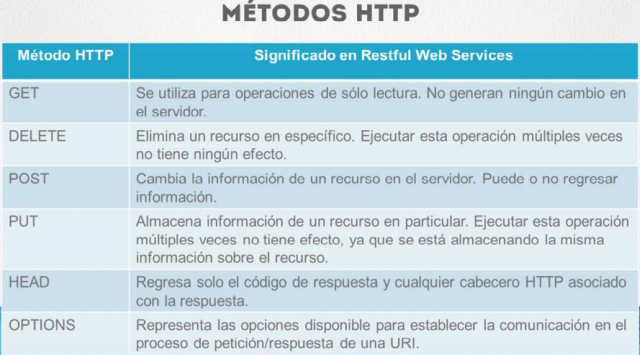 MÉTODOS HTTP
Método HTTP Significado en Restful Web Services
GET Se utiliza para operaciones de sólo lectura. No generan ningún cambio en
el servidor.
DELETE Elimina un recurso en específico. Ejecutar esta operación múltiples veces
no tiene ningún efecto.
POST Cambia la información de un recurso en el servidor. Puede o no regresar
información.
PUT Almacena información de un recurso en particular. Ejecutar esta operación
múltiples veces no tiene efecto, ya que se está almacenando la misma
información sobre el recurso.
HEAD Regresa solo el código de respuesta y cualquier cabecero HTTP asociado
con la respuesta.
OPTIONS Representa las opciones disponible para establecer la comunicación en el
proceso de petición/respuesta de una URI.